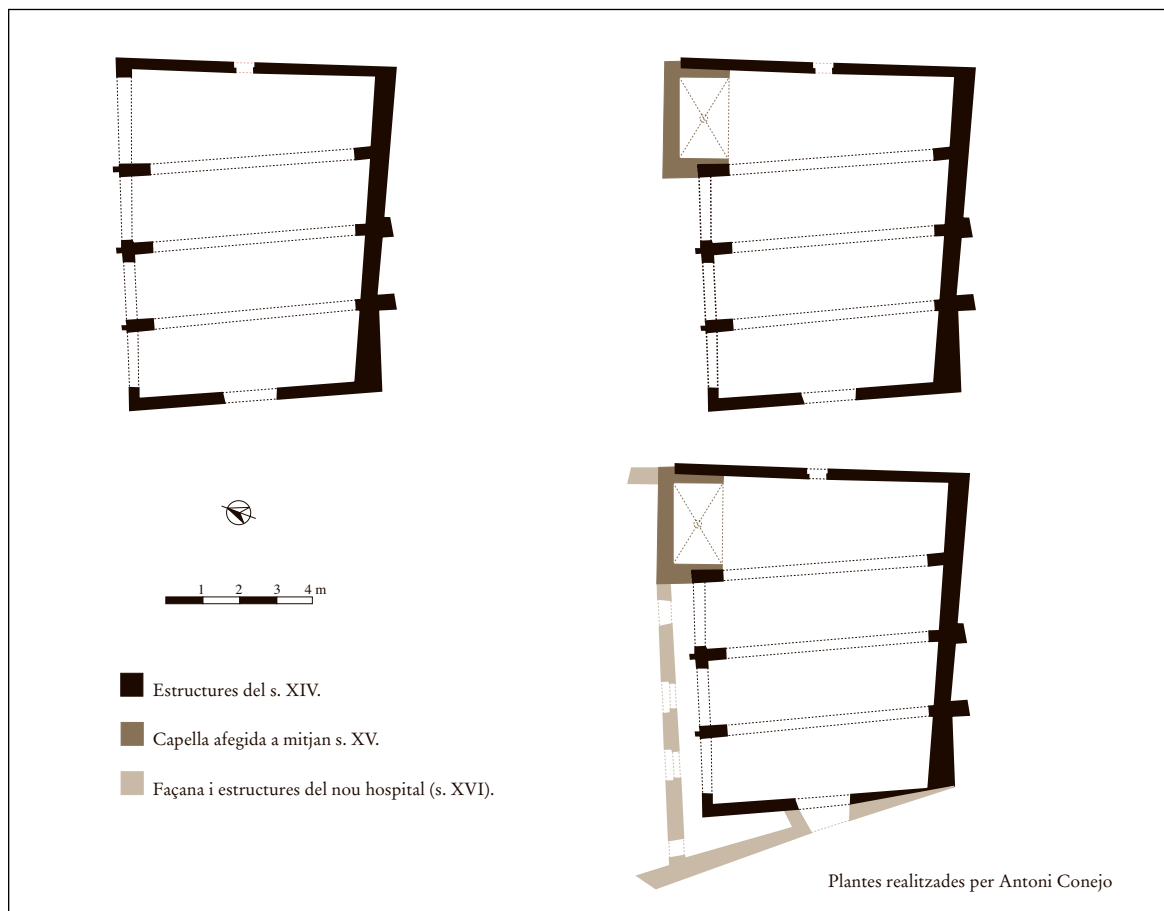 1 2 3 4 m
Estructures del s. XIV.
Capella afegida a mitjan s. XV.
Façana i estructures del nou hospital (s. XVI).
Plantes realitzades per Antoni Conejo